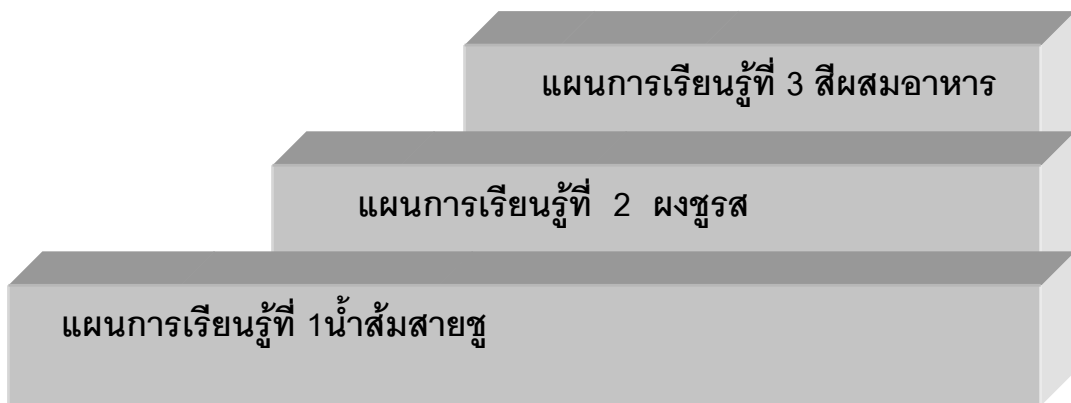 แผนการเรียนรู้ที่ 3 สีผสมอาหาร
แผนการเรียนรู้ที่ 2 ผงชูรส
แผนการเรียนรู้ที่ 1น้ำส้มสายชู